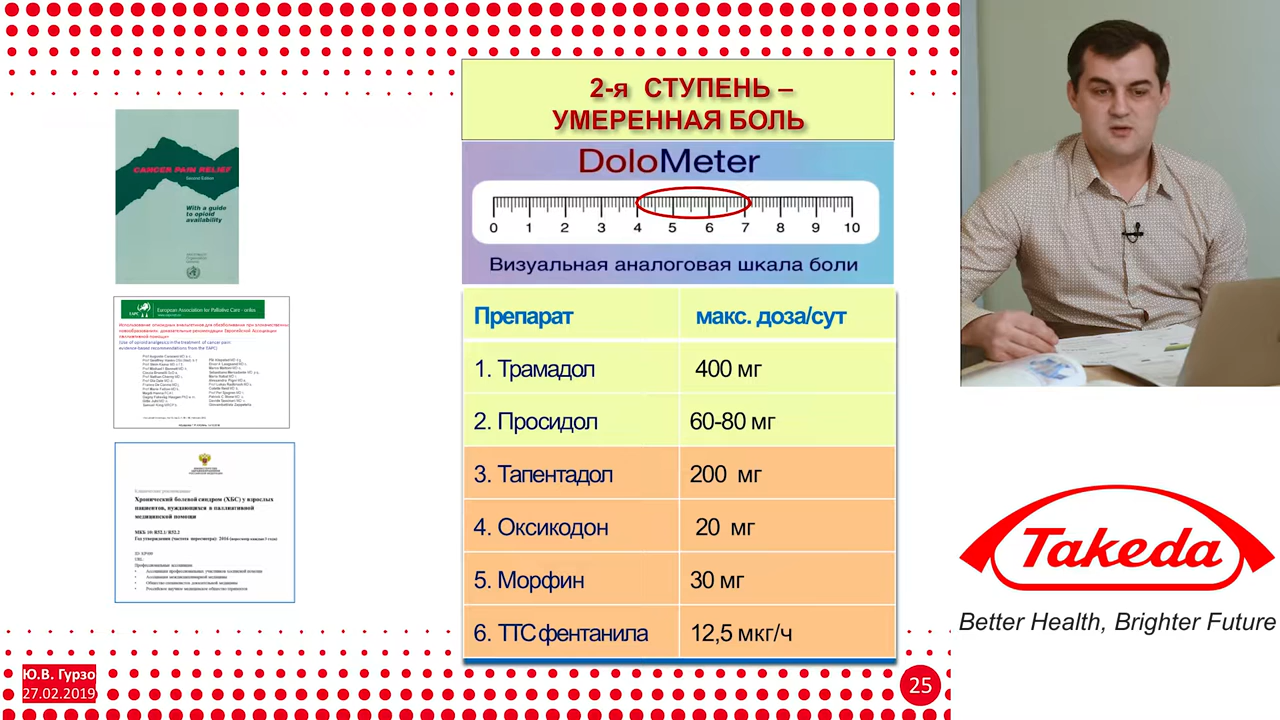 2-я СТУПЕНЬ –
УМЕРЕННАЯ БОЛЬ
DoloMeter
0 1 2 3 4 5 6 7 8 9 10
Визуальная аналоговая шкала боли
Препарат макс. доза/сут
1. Трамадол 400 мг
2. Просидол 60-80 мг
3. Тапентадол 200 мг
4. Оксикодон 20 мг
5. Морфин 30 мг
6. ТТС фентанила 12,5 мкг/ч
CANCER PAIN RELIEF
Second Edition
With a guide
to opioid
availability
European Association for Palliative Care - onlus
Хронический болевой синдром (ХБС) у взрослых
пациентов, нуждающихся в паллиативной
медицинской помощи
Ю.В. Гурзо
27.02.2019
25
Takeda
Better Health, Brighter Future